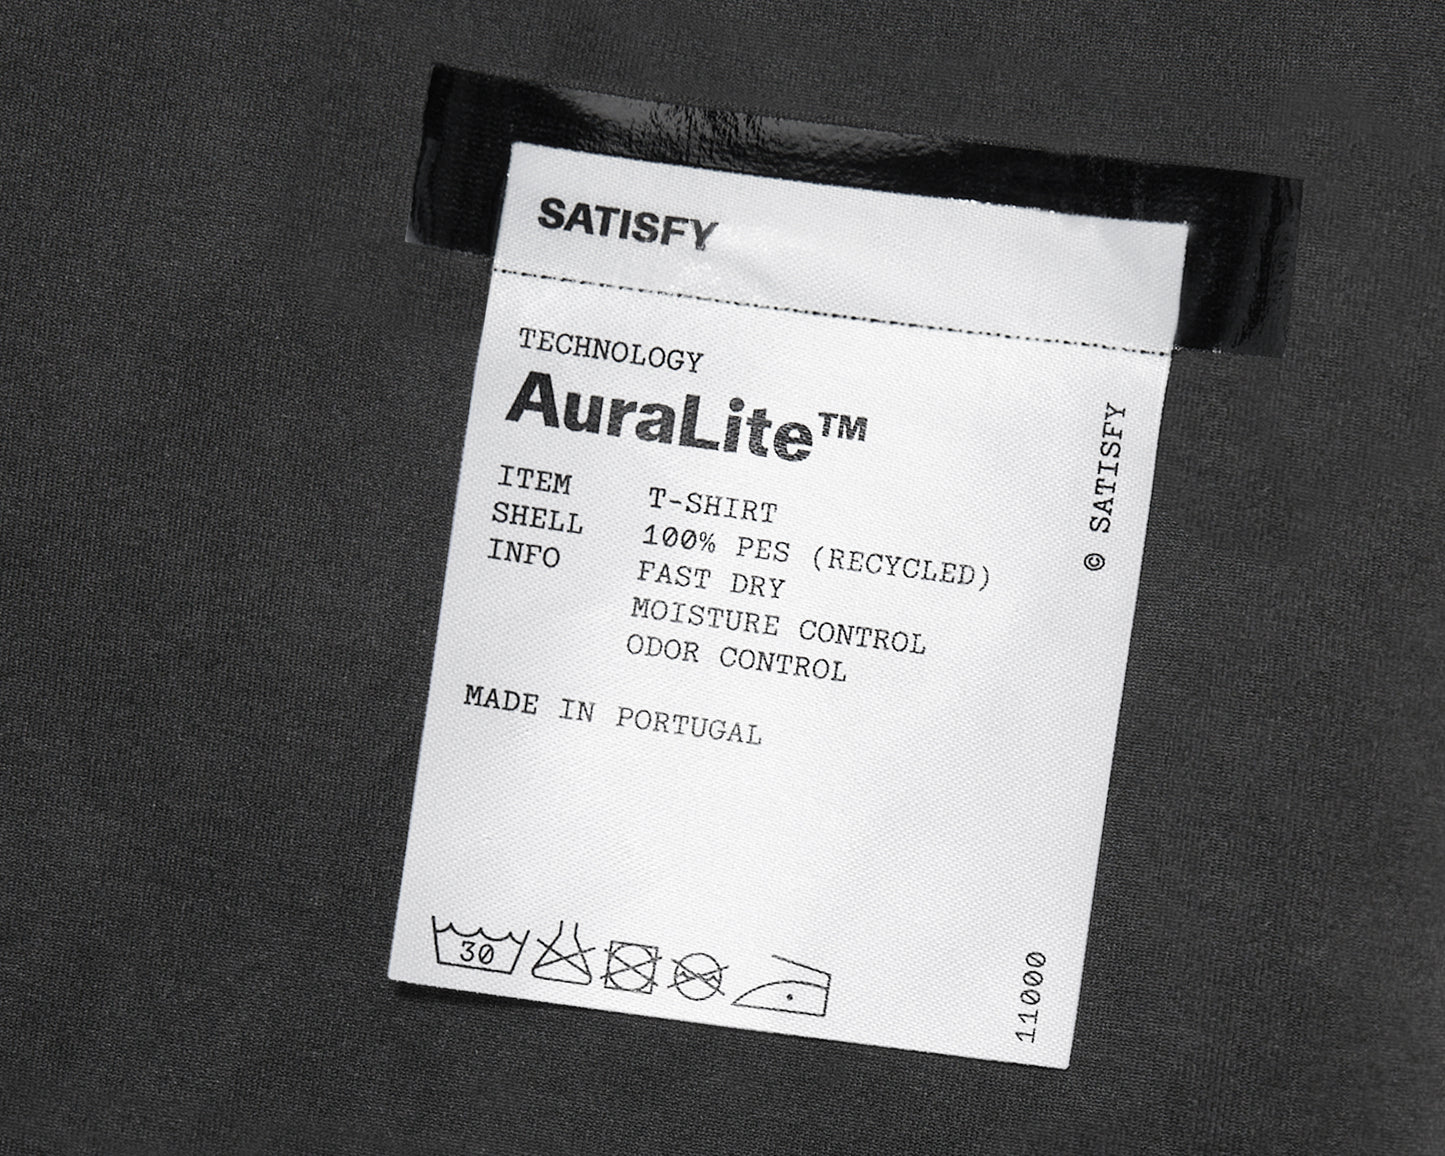 SATISFY
TECHNOLOGY
AuraLite™
ITEM T-SHIRT
SHELL 100% PES (RECYCLED)
INFO FAST DRY
MOISTURE CONTROL
ODOR CONTROL
MADE IN PORTUGAL
30
© SATISFY
11000